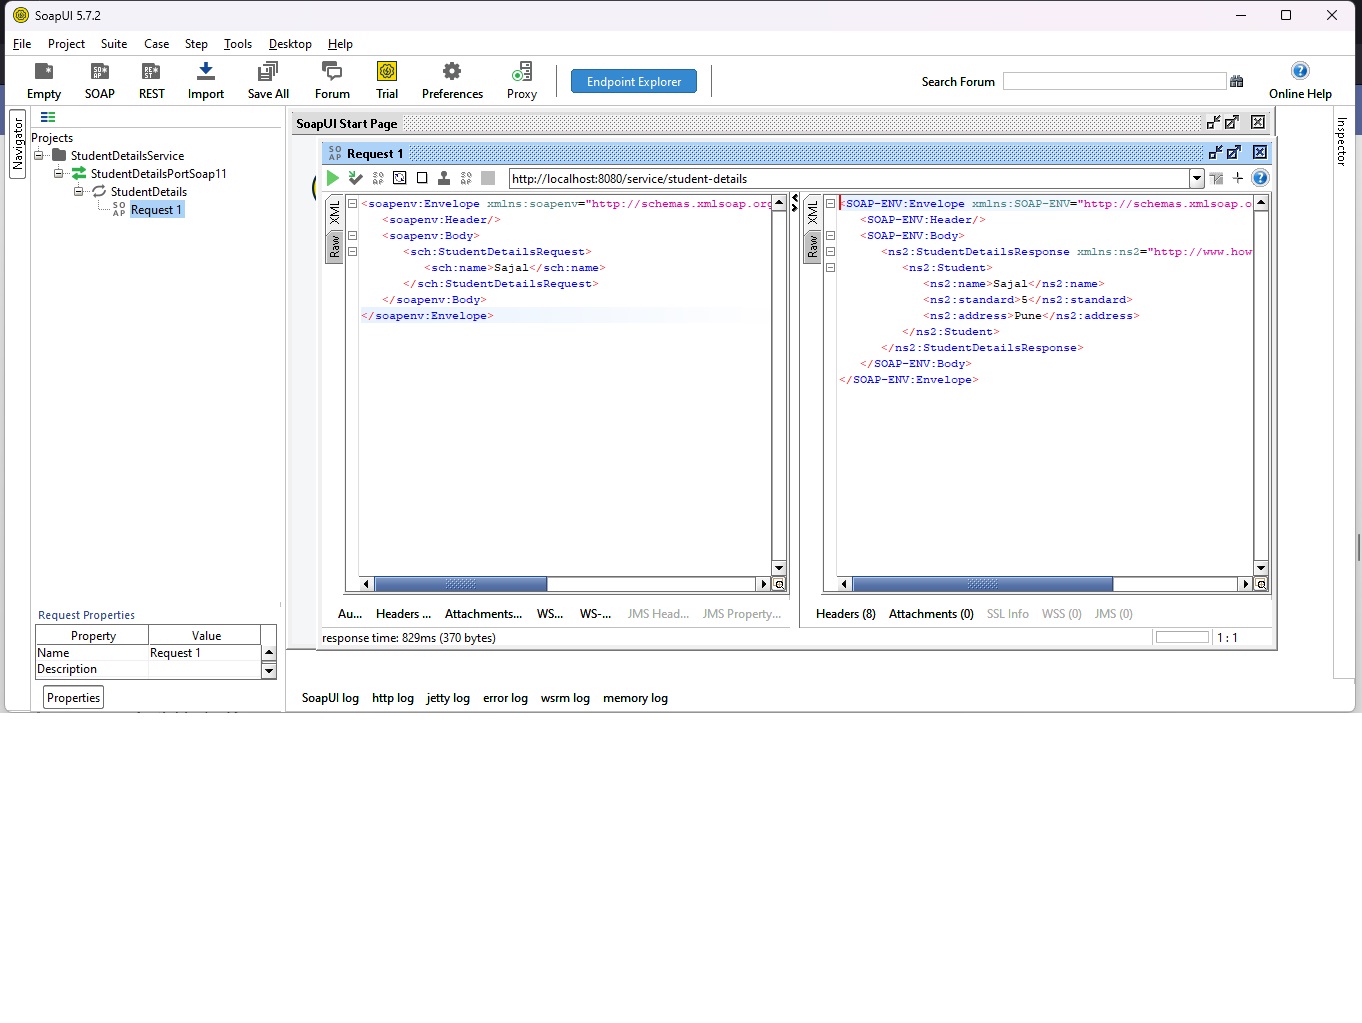 SoapUI 5.7.2
File Project Suite Case Step Tools Desktop Help
Empty SOAP REST Import Save All Forum Trial Preferences Proxy Endpoint Explorer Search Forum Online Help
Navigator
Inspector
Projects
StudentDetailsService
StudentDetailsPortSoap11
StudentDetails
SO AP Request 1
SoapUI Start Page
SO AP Request 1
http://localhost:8080/service/student-details
XML
Raw
<soapenv:Envelope xmlns:soapenv="http://schemas.xmlsoap.org
<soapenv:Header/>
<soapenv:Body>
<sch:StudentDetailsRequest>
<sch:name>Sajal</sch:name>
</sch:StudentDetailsRequest>
</soapenv:Body>
</soapenv:Envelope>
XML
Raw
<SOAP-ENV:Envelope xmlns:SOAP-ENV="http://schemas.xmlsoap.o
<SOAP-ENV:Header/>
<SOAP-ENV:Body>
<ns2:StudentDetailsResponse xmlns:ns2="http://www.how
<ns2:Student>
<ns2:name>Sajal</ns2:name>
<ns2:standard>5</ns2:standard>
<ns2:address>Pune</ns2:address>
</ns2:Student>
</ns2:StudentDetailsResponse>
</SOAP-ENV:Body>
</SOAP-ENV:Envelope>
Au... Headers ... Attachments... WS... WS-... JMS Head... JMS Property...
Headers (8) Attachments (0) SSL Info WSS (0) JMS (0)
response time: 829ms (370 bytes)
1 : 1
Request Properties
Property Value
Name Request 1
Description
Properties
SoapUI log http log jetty log error log wsrm log memory log